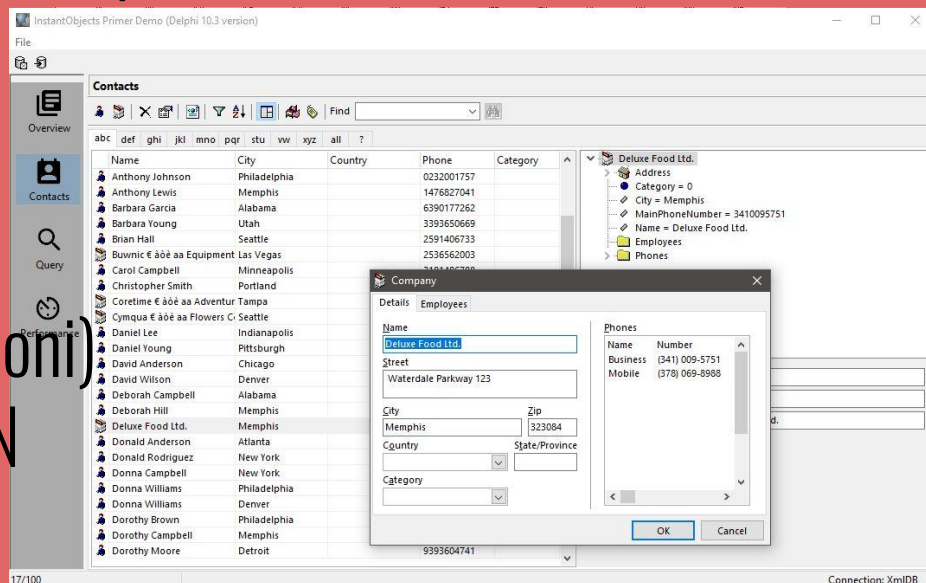 InstantObjects Primer Demo (Delphi 10.3 version)
File
Overview
Contacts
Query
Performance
oni)
N
Contacts
Find
abc def ghi jkl mno pqr stu vw xyz all ?
Name City Country Phone Category
Anthony Johnson Philadelphia 0232001757
Anthony Lewis Memphis 1476827041
Barbara Garcia Alabama 6390177262
Barbara Young Utah 3393650669
Brian Hall Seattle 2591406733
Buwnic € àòè aa Equipment Las Vegas 2536562003
Carol Campbell Minneapolis
Christopher Smith Portland
Coretime € àòè aa Adventur Tampa
Cymqua € àòè aa Flowers C Seattle
Daniel Lee Indianapolis
Daniel Young Pittsburgh
David Anderson Chicago
David Wilson Denver
Deborah Campbell Alabama
Deborah Hill Memphis
Deluxe Food Ltd. Memphis
Donald Anderson Atlanta
Donald Rodriguez New York
Donna Campbell New York
Donna Williams Philadelphia
Donna Williams Denver
Dorothy Brown Philadelphia
Dorothy Campbell Memphis
Dorothy Moore Detroit 9393604741
Deluxe Food Ltd.
Address
Category = 0
City = Memphis
MainPhoneNumber = 3410095751
Name = Deluxe Food Ltd.
Employees
Phones
d.
Company
Details Employees
Name
Deluxe Food Ltd.
Street
Waterdale Parkway 123
City Zip
Memphis 323084
Country State/Province
Category
Phones
Name Number
Business (341) 009-5751
Mobile (378) 069-8988
OK Cancel
17/100
Connection: XmlDB